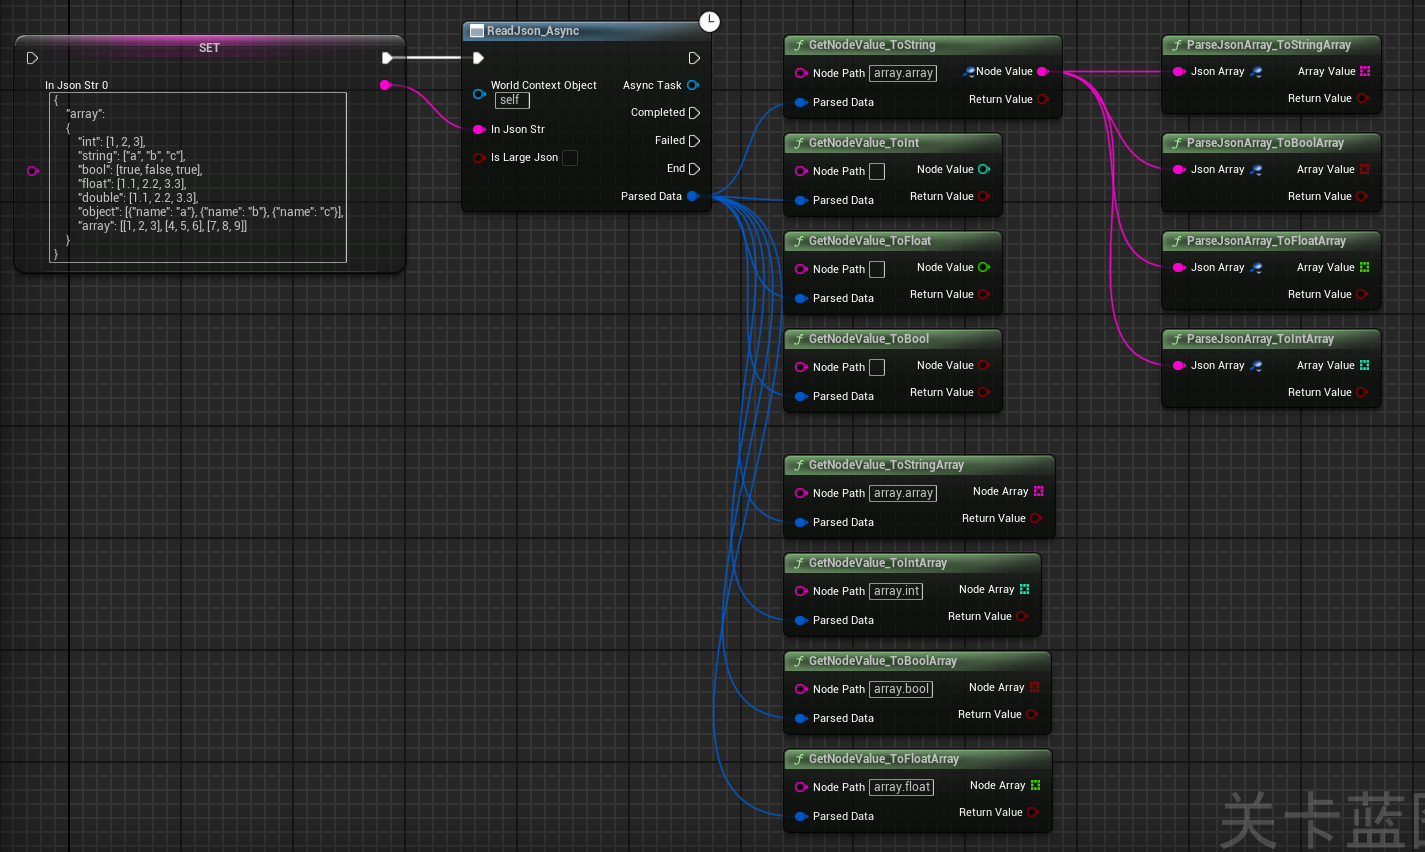 SET
In Json Str 0
{
"array":
{
"int": [1, 2, 3],
"string": ["a", "b", "c"],
"bool": [true, false, true],
"float": [1.1, 2.2, 3.3],
"double": [1.1, 2.2, 3.3],
"object": [{"name": "a"}, {"name": "b"}, {"name": "c"}],
"array": [[1, 2, 3], [4, 5, 6], [7, 8, 9]]
}
}
ReadJson_Async
World Context Object
self
Async Task
Completed
In Json Str
Failed
Is Large Json
End
Parsed Data
GetNodeValue_ToString
Node Path array.array
Node Value
Parsed Data
Return Value
GetNodeValue_ToInt
Node Path
Node Value
Parsed Data
Return Value
GetNodeValue_ToFloat
Node Path
Node Value
Parsed Data
Return Value
GetNodeValue_ToBool
Node Path
Node Value
Parsed Data
Return Value
GetNodeValue_ToStringArray
Node Path array.array
Node Array
Parsed Data
Return Value
GetNodeValue_ToIntArray
Node Path array.int
Node Array
Parsed Data
Return Value
GetNodeValue_ToBoolArray
Node Path array.bool
Node Array
Parsed Data
Return Value
GetNodeValue_ToFloatArray
Node Path array.float
Node Array
Parsed Data
Return Value
ParseJsonArray_ToStringArray
Json Array
Array Value
Return Value
ParseJsonArray_ToBoolArray
Json Array
Array Value
Return Value
ParseJsonArray_ToFloatArray
Json Array
Array Value
Return Value
ParseJsonArray_ToIntArray
Json Array
Array Value
Return Value
关卡蓝